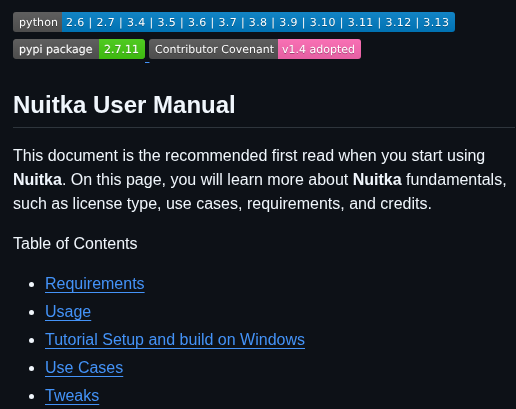 python 2.6 | 2.7 | 3.4 | 3.5 | 3.6 | 3.7 | 3.8 | 3.9 | 3.10 | 3.11 | 3.12 | 3.13
pypi package 2.7.11 Contributor Covenant v1.4 adopted
Nuitka User Manual
This document is the recommended first read when you start using
Nuitka. On this page, you will learn more about Nuitka fundamentals,
such as license type, use cases, requirements, and credits.
Table of Contents
• Requirements
• Usage
• Tutorial Setup and build on Windows
• Use Cases
• Tweaks